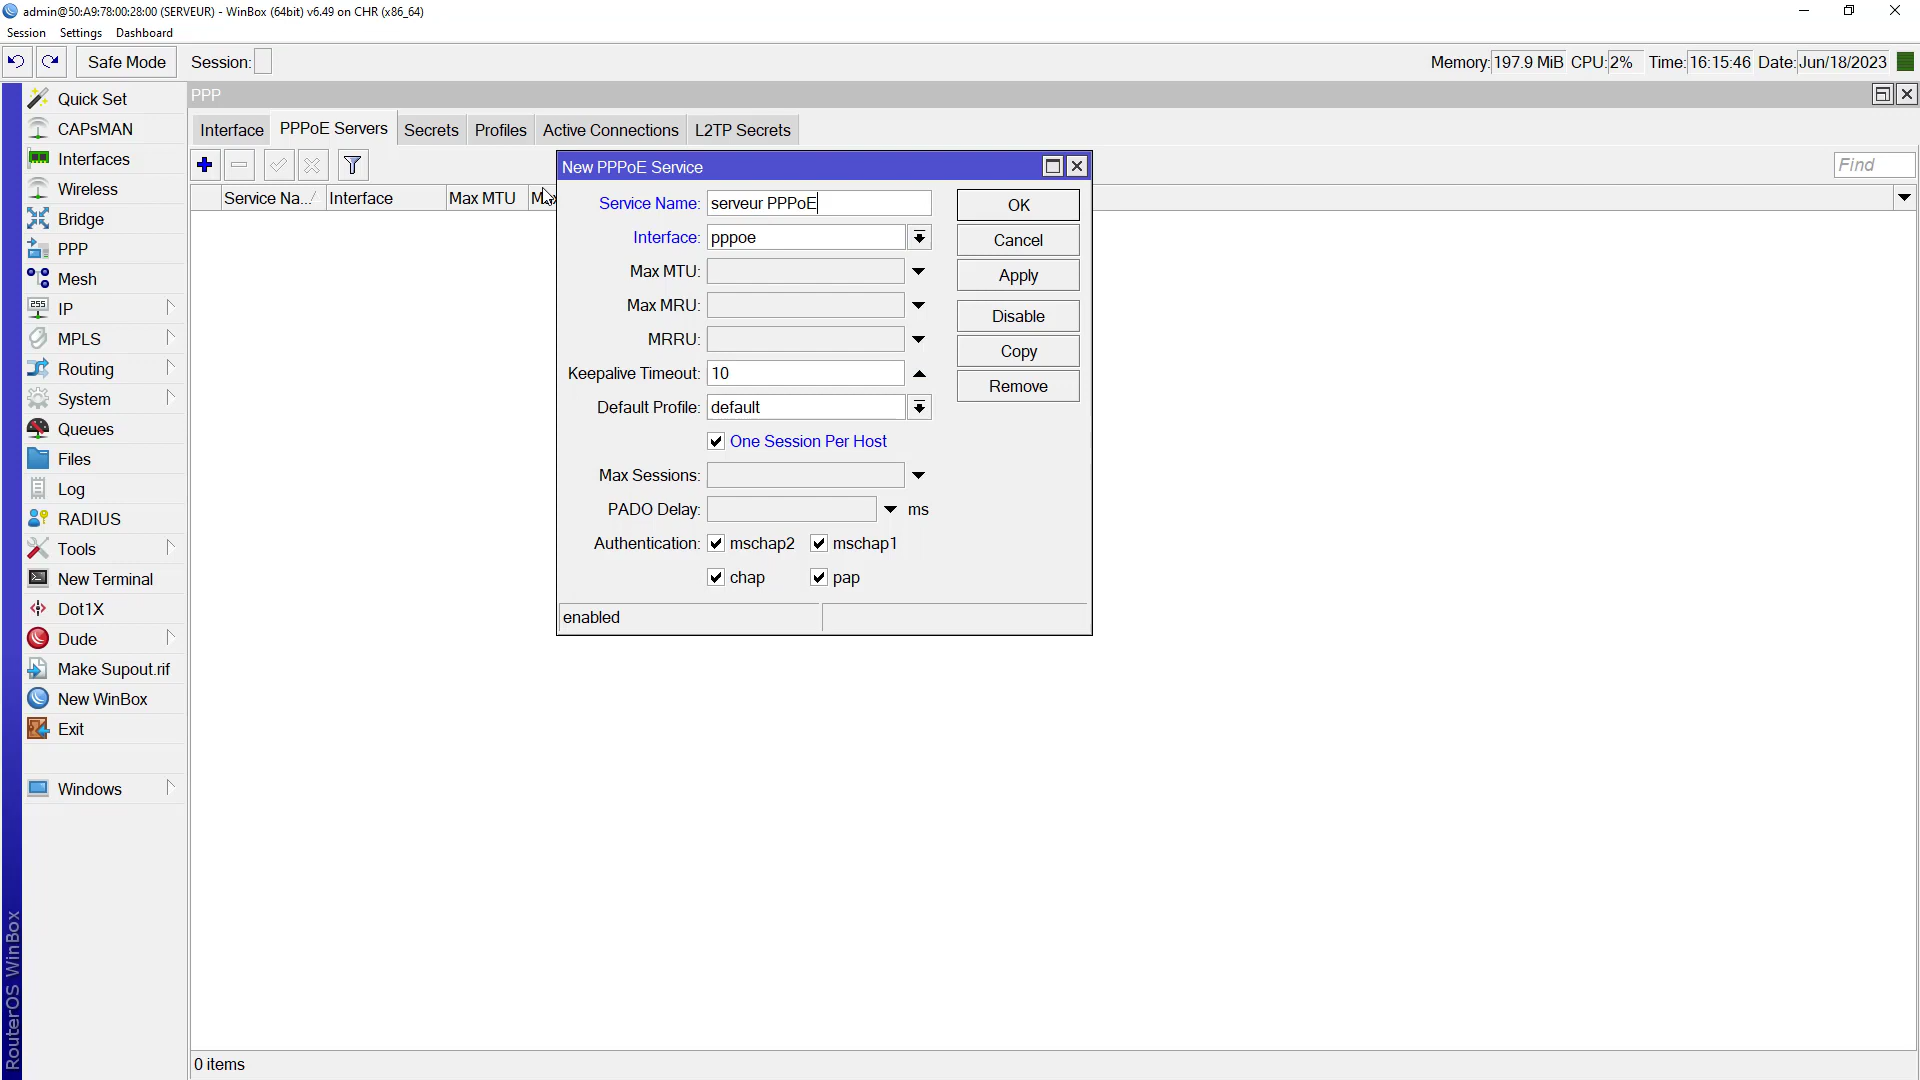 admin@50:A9:78:00:28:00 (SERVEUR) - WinBox (64bit) v6.49 on CHR (x86_64)
Session Settings Dashboard
Safe Mode Session: Memory: 197.9 MiB CPU: 2% Time: 16:15:46 Date: Jun/18/2023
Quick Set
CAPsMAN
Interfaces
Wireless
Bridge
PPP
Mesh
IP
MPLS
Routing
System
Queues
Files
Log
RADIUS
Tools
New Terminal
Dot1X
Dude
Make Supout.rif
New WinBox
Exit
Windows
RouterOS WinBox
PPP
Interface PPPoE Servers Secrets Profiles Active Connections L2TP Secrets
Find
Service Na... Interface Max MTU
New PPPoE Service
Service Name: serveur PPPoE
Interface: pppoe
Max MTU:
Max MRU:
MRRU:
Keepalive Timeout: 10
Default Profile: default
One Session Per Host
Max Sessions:
PADO Delay: ms
Authentication: mschap2 mschap1
chap pap
enabled
OK
Cancel
Apply
Disable
Copy
Remove
0 items